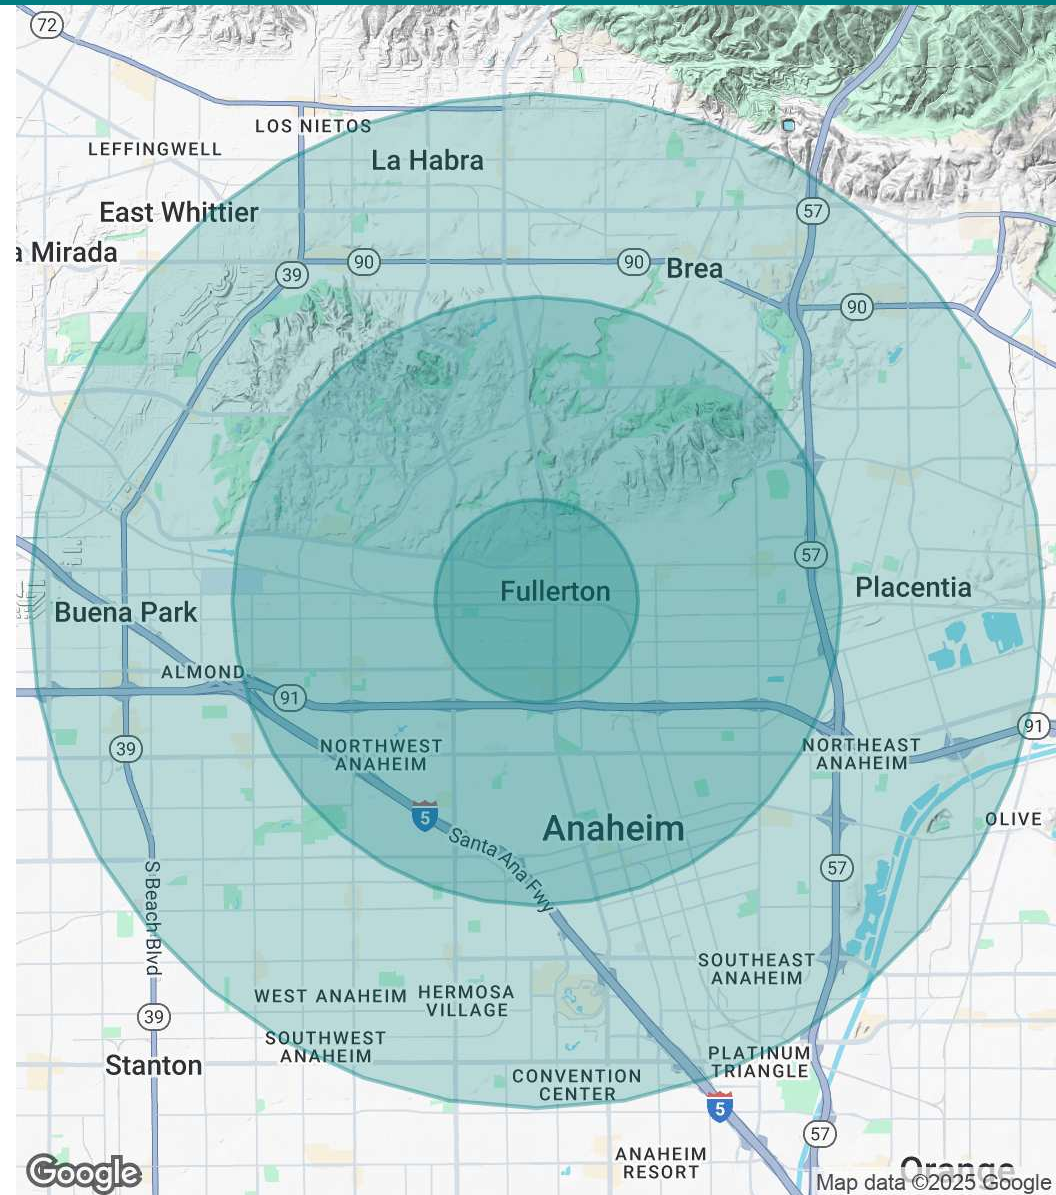 72
LOS NIETOS
LEFFINGWELL
La Habra
East Whittier
57
a Mirada
39
90
90
Brea
90
57
Fullerton
Placentia
Buena Park
ALMOND
91
91
39
NORTHWEST
ANAHEIM
NORTHEAST
ANAHEIM
5
Anaheim
OLIVE
Santa Ana Fwy
57
S Beach Blvd
SOUTHEAST
ANAHEIM
WEST ANAHEIM
HERMOSA
VILLAGE
39
SOUTHWEST
ANAHEIM
Stanton
PLATINUM
TRIANGLE
CONVENTION
CENTER
5
57
ANAHEIM
RESORT
Orange
Google
Map data ©2025 Google